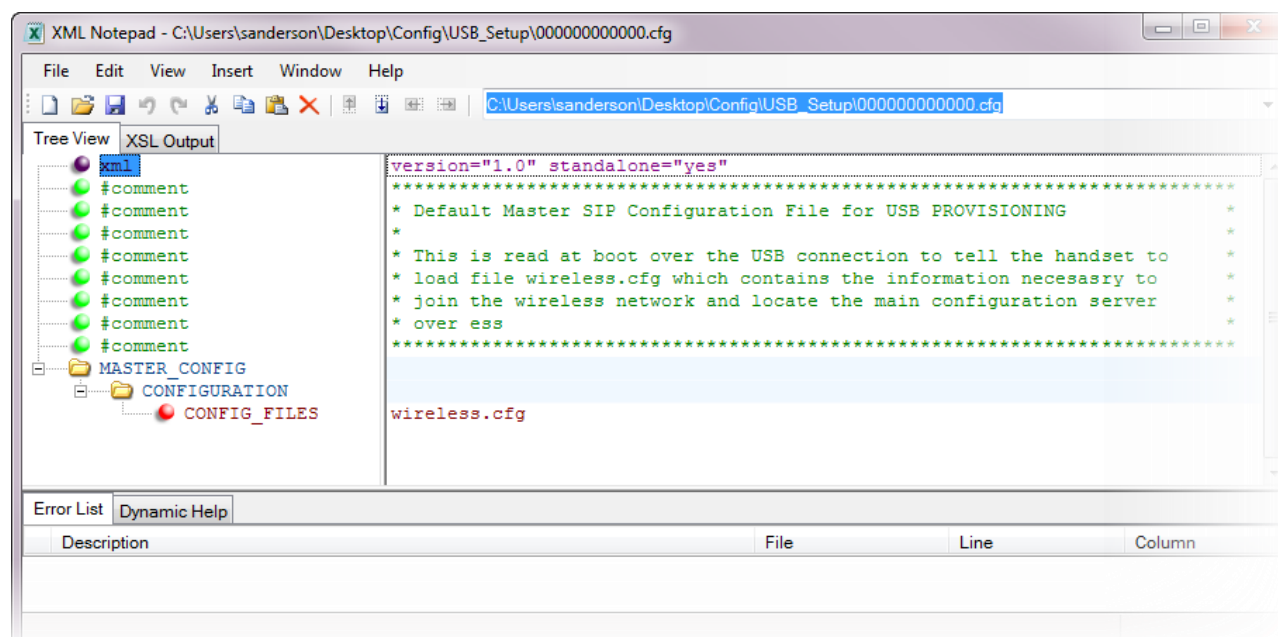 XML Notepad - C:\Users\sanderson\Desktop\Config\USB_Setup\000000000000.cfg
File Edit View Insert Window Help
C:\Users\sanderson\Desktop\Config\USB_Setup\000000000000.cfg
Tree View XSL Output
xml version="1.0" standalone="yes"
#comment ***************************************************************************
#comment * Default Master SIP Configuration File for USB PROVISIONING *
#comment * *
#comment * This is read at boot over the USB connection to tell the handset to *
#comment * load file wireless.cfg which contains the information necesasry to *
#comment * join the wireless network and locate the main configuration server *
#comment * over ess *
#comment ***************************************************************************
MASTER_CONFIG
CONFIGURATION
CONFIG_FILES wireless.cfg
Error List Dynamic Help
Description File Line Column